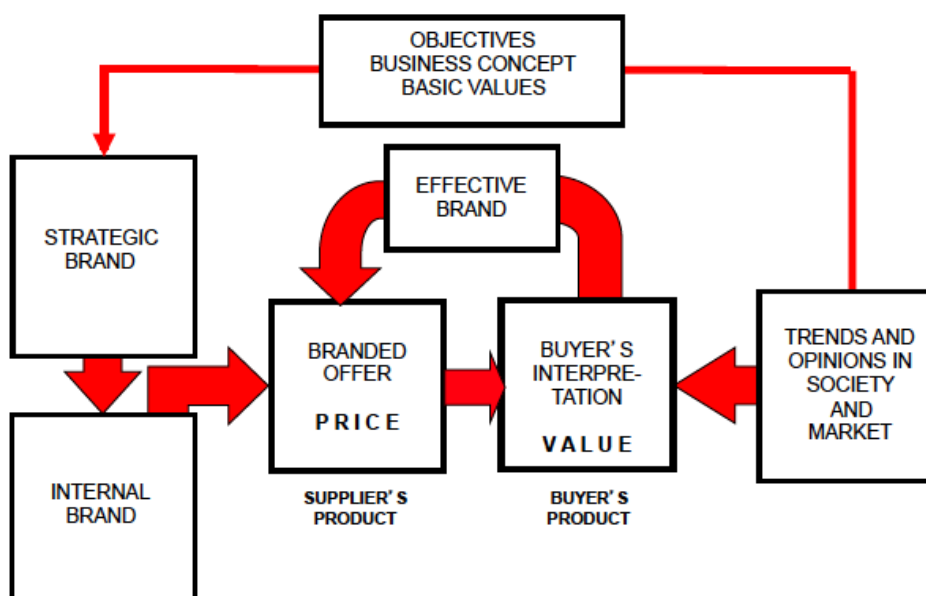 OBJECTIVES
BUSINESS CONCEPT
BASIC VALUES
EFFECTIVE
BRAND
STRATEGIC
BRAND
BRANDED
OFFER
PRICE
BUYER'S
INTERPRE-
TATION
VALUE
TRENDS AND
OPINIONS IN
SOCIETY
AND
MARKET
INTERNAL
BRAND
SUPPLIER'S
PRODUCT
BUYER'S
PRODUCT